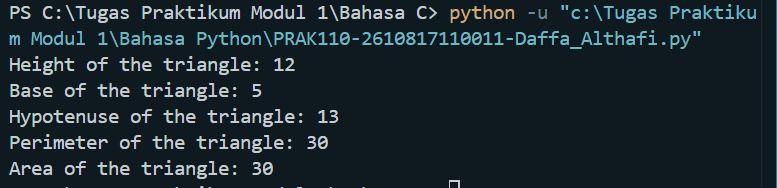 PS C:\Tugas Praktikum Modul 1\Bahasa C> python -u "c:\Tugas Praktiku
m Modul 1\Bahasa Python\PRAK110-2610817110011-Daffa_Althafi.py"
Height of the triangle: 12
Base of the triangle: 5
Hypotenuse of the triangle: 13
Perimeter of the triangle: 30
Area of the triangle: 30